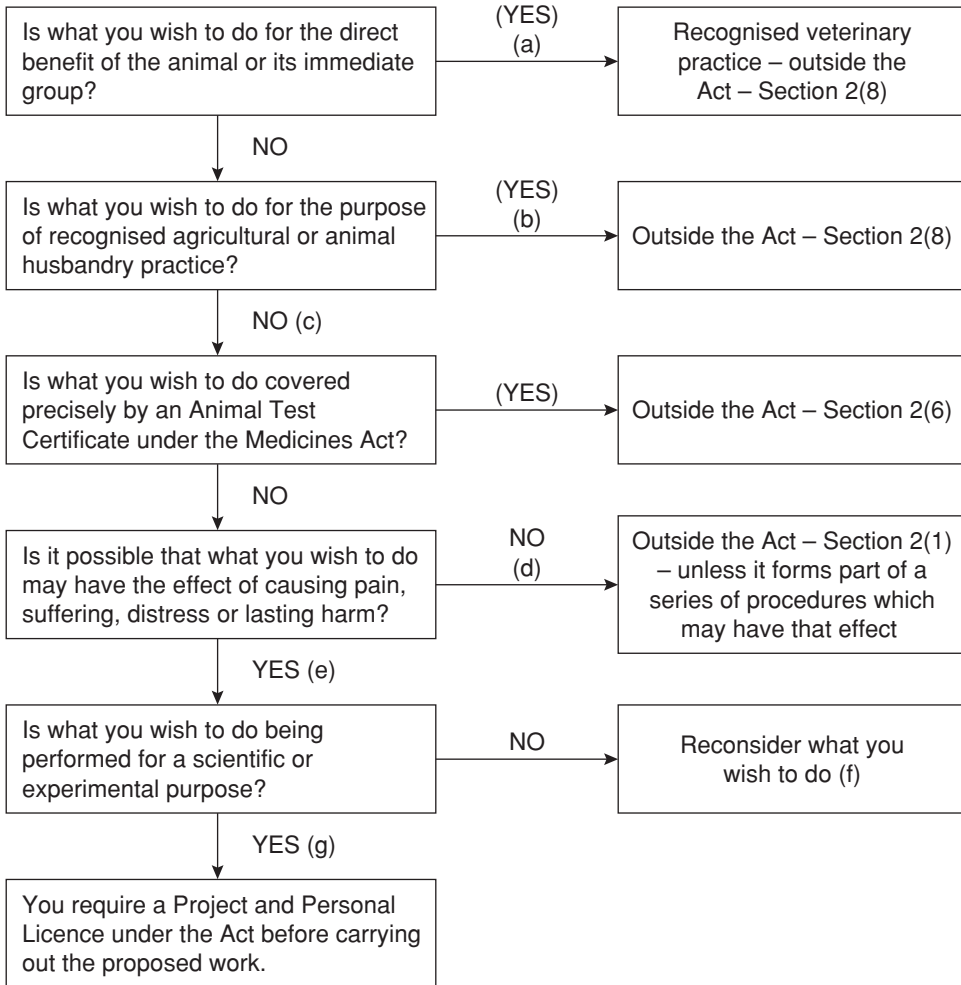 Is what you wish to do for the direct
benefit of the animal or its immediate
group?
(YES)
(a)
Recognised veterinary
practice – outside the
Act – Section 2(8)
NO
Is what you wish to do for the purpose
of recognised agricultural or animal
husbandry practice?
(YES)
(b)
Outside the Act – Section 2(8)
NO (c)
Is what you wish to do covered
precisely by an Animal Test
Certificate under the Medicines Act?
(YES)
Outside the Act – Section 2(6)
NO
Is it possible that what you wish to do
may have the effect of causing pain,
suffering, distress or lasting harm?
NO
(d)
Outside the Act – Section 2(1)
– unless it forms part of a
series of procedures which
may have that effect
YES (e)
Is what you wish to do being
performed for a scientific or
experimental purpose?
NO
Reconsider what you
wish to do (f)
YES (g)
You require a Project and Personal
Licence under the Act before carrying
out the proposed work.